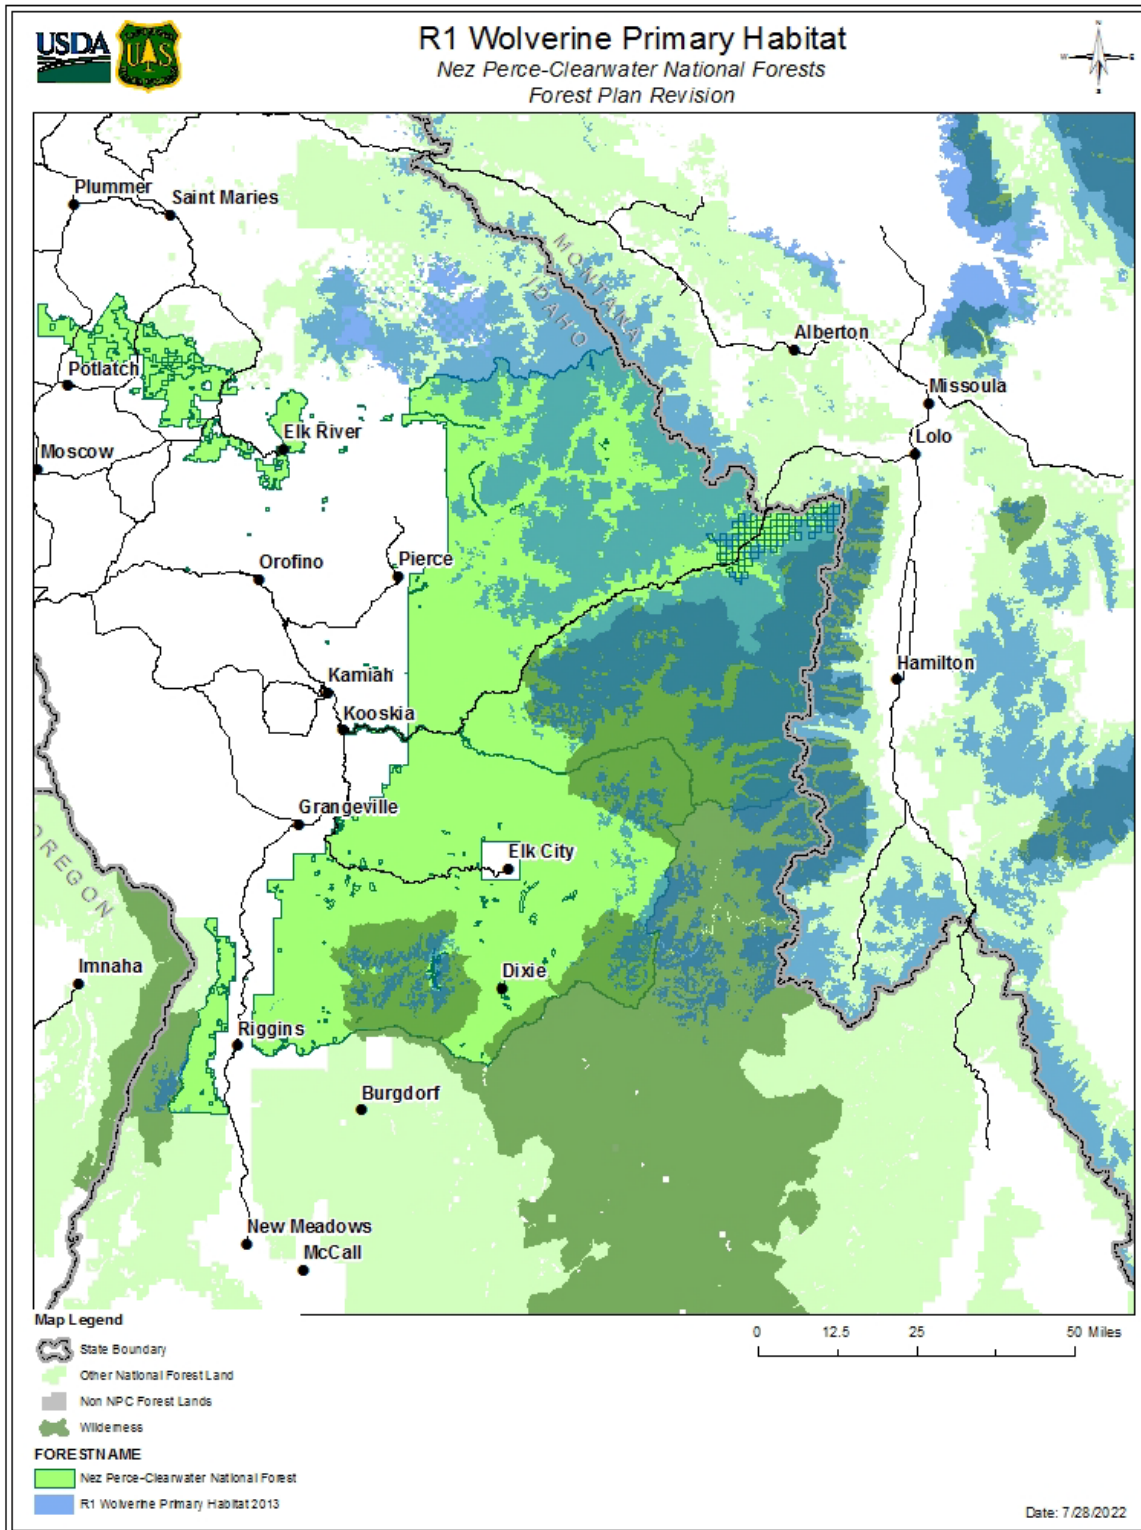 USDA
UAS
R1 Wolverine Primary Habitat
Nez Perce-Clearwater National Forests
Forest Plan Revision
N
W E
S
Plummer
Saint Maries
MONTANA
IDAHO
Alberton
Potlatch
Missoula
Elk River
Lolo
Moscow
Orofino
Pierce
Kamiah
Hamilton
Kooskia
Grangeville
OREGON
Elk City
Imnaha
Dixie
Riggins
Burgdorf
New Meadows
McCall
Map Legend
State Boundary
Other National Forest Land
Non NPC Forest Lands
Wilderness
FORESTNAME
Nez Perce-Clearwater National Forest
R1 Wolverine Primary Habitat 2013
0 12.5 25 50 Miles
Date: 7/28/2022